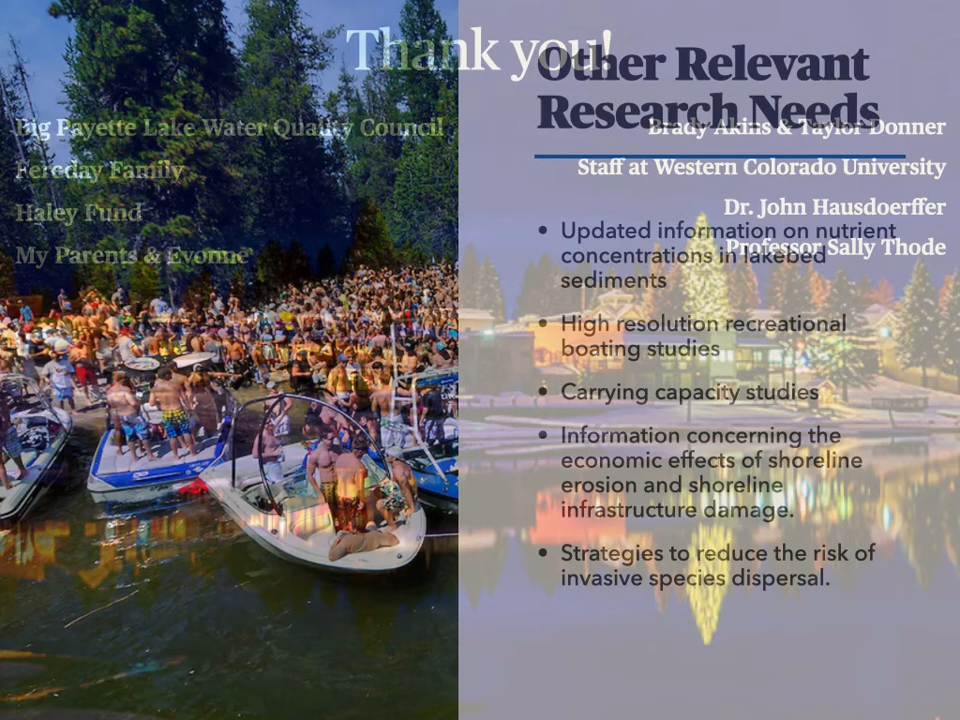 Thank you!
Big Payette Lake Water Quality Council
Fereday Family
Haley Fund
My Parents & Evonne
Brady Akins & Taylor Donner
Staff at Western Colorado University
Dr. John Hausdoerffer
Professor Sally Thode
Other Relevant
Research Needs
• Updated information on nutrient
concentrations in lakebed
sediments
• High resolution recreational
boating studies
• Carrying capacity studies
• Information concerning the
economic effects of shoreline
erosion and shoreline
infrastructure damage.
• Strategies to reduce the risk of
invasive species dispersal.